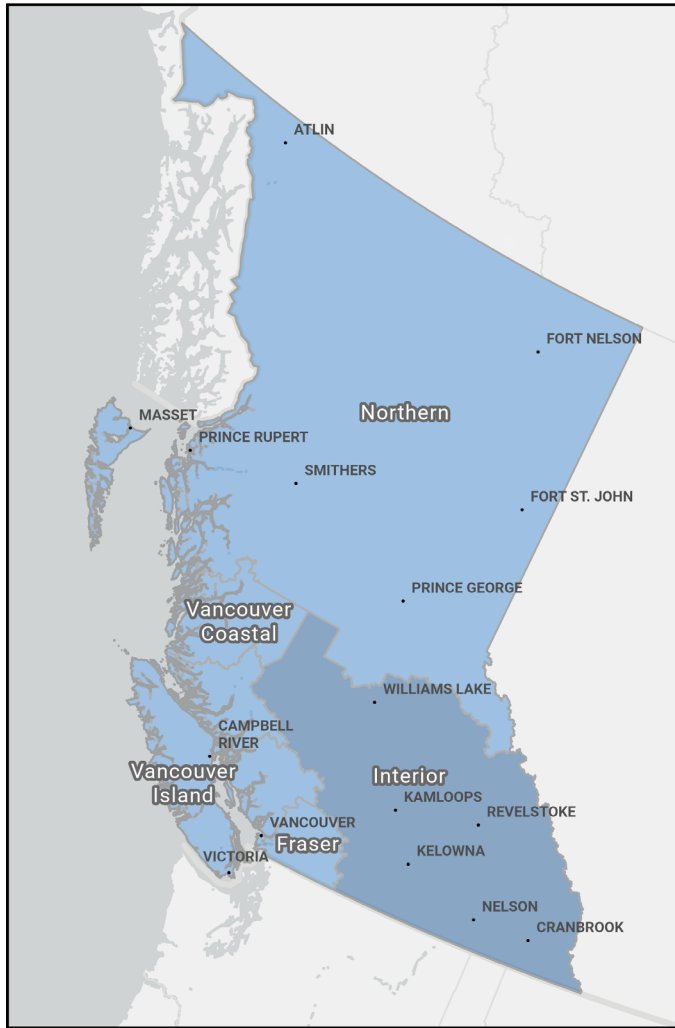 ATLIN
FORT NELSON
Northern
MASSET
PRINCE RUPERT
SMITHERS
FORT ST. JOHN
PRINCE GEORGE
Vancouver
Coastal
WILLIAMS LAKE
CAMPBELL
RIVER
Vancouver
Island
Interior
KAMLOOPS
REVELSTOKE
VANCOUVER
Fraser
VICTORIA
KELOWNA
NELSON
CRANBROOK